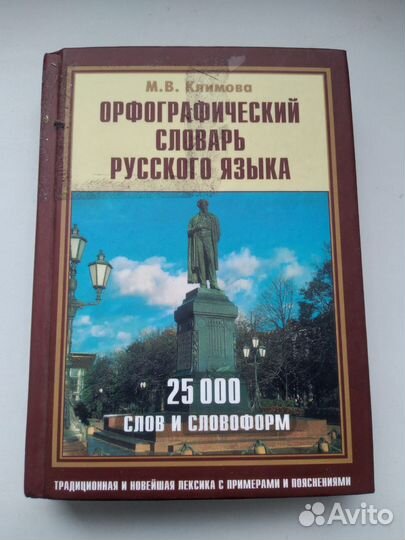 М.В. Климова
ОРФОГРАФИЧЕСКИЙ
СЛОВАРЬ
РУССКОГО ЯЗЫКА
25 000
СЛОВ И СЛОВОФОРМ
ТРАДИЦИОННАЯ И НОВЕЙШАЯ ЛЕКСИКА С ПРИМЕРАМИ И ПОЯСНЕНИЯМИ
Avito